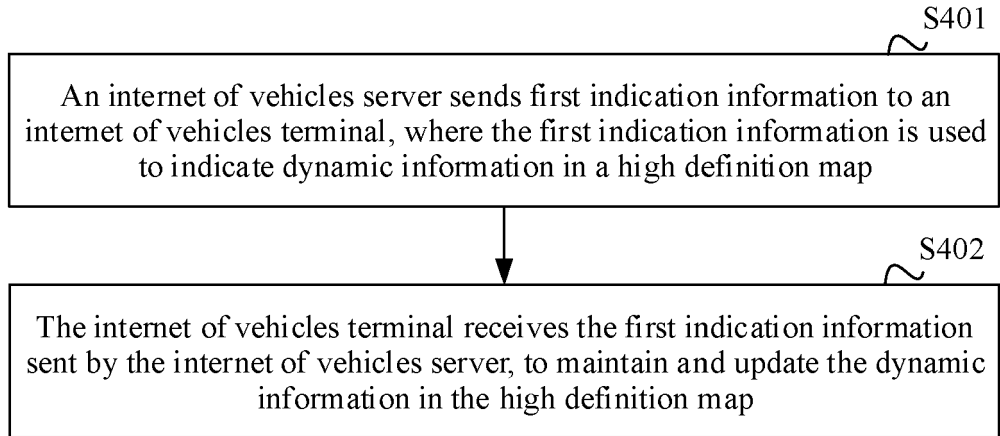 S401
An internet of vehicles server sends first indication information to an
internet of vehicles terminal, where the first indication information is used
to indicate dynamic information in a high definition map
S402
The internet of vehicles terminal receives the first indication information
sent by the internet of vehicles server, to maintain and update the dynamic
information in the high definition map